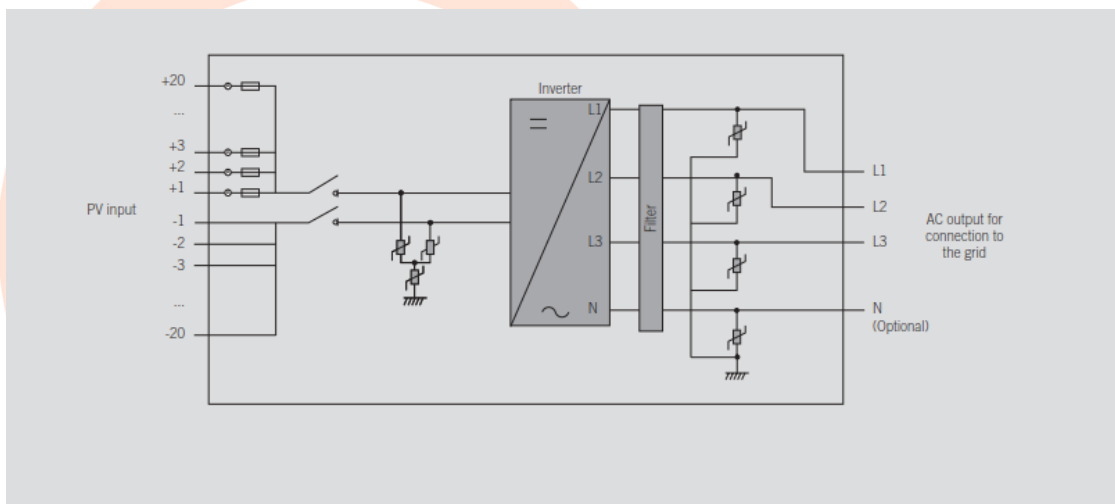 Inverter
+20
...
+3
+2
+1
PV input
-1
-2
-3
...
-20
L1
L2
L3
N
Filter
L1
L2
L3
N
(Optional)
AC output for
connection to
the grid